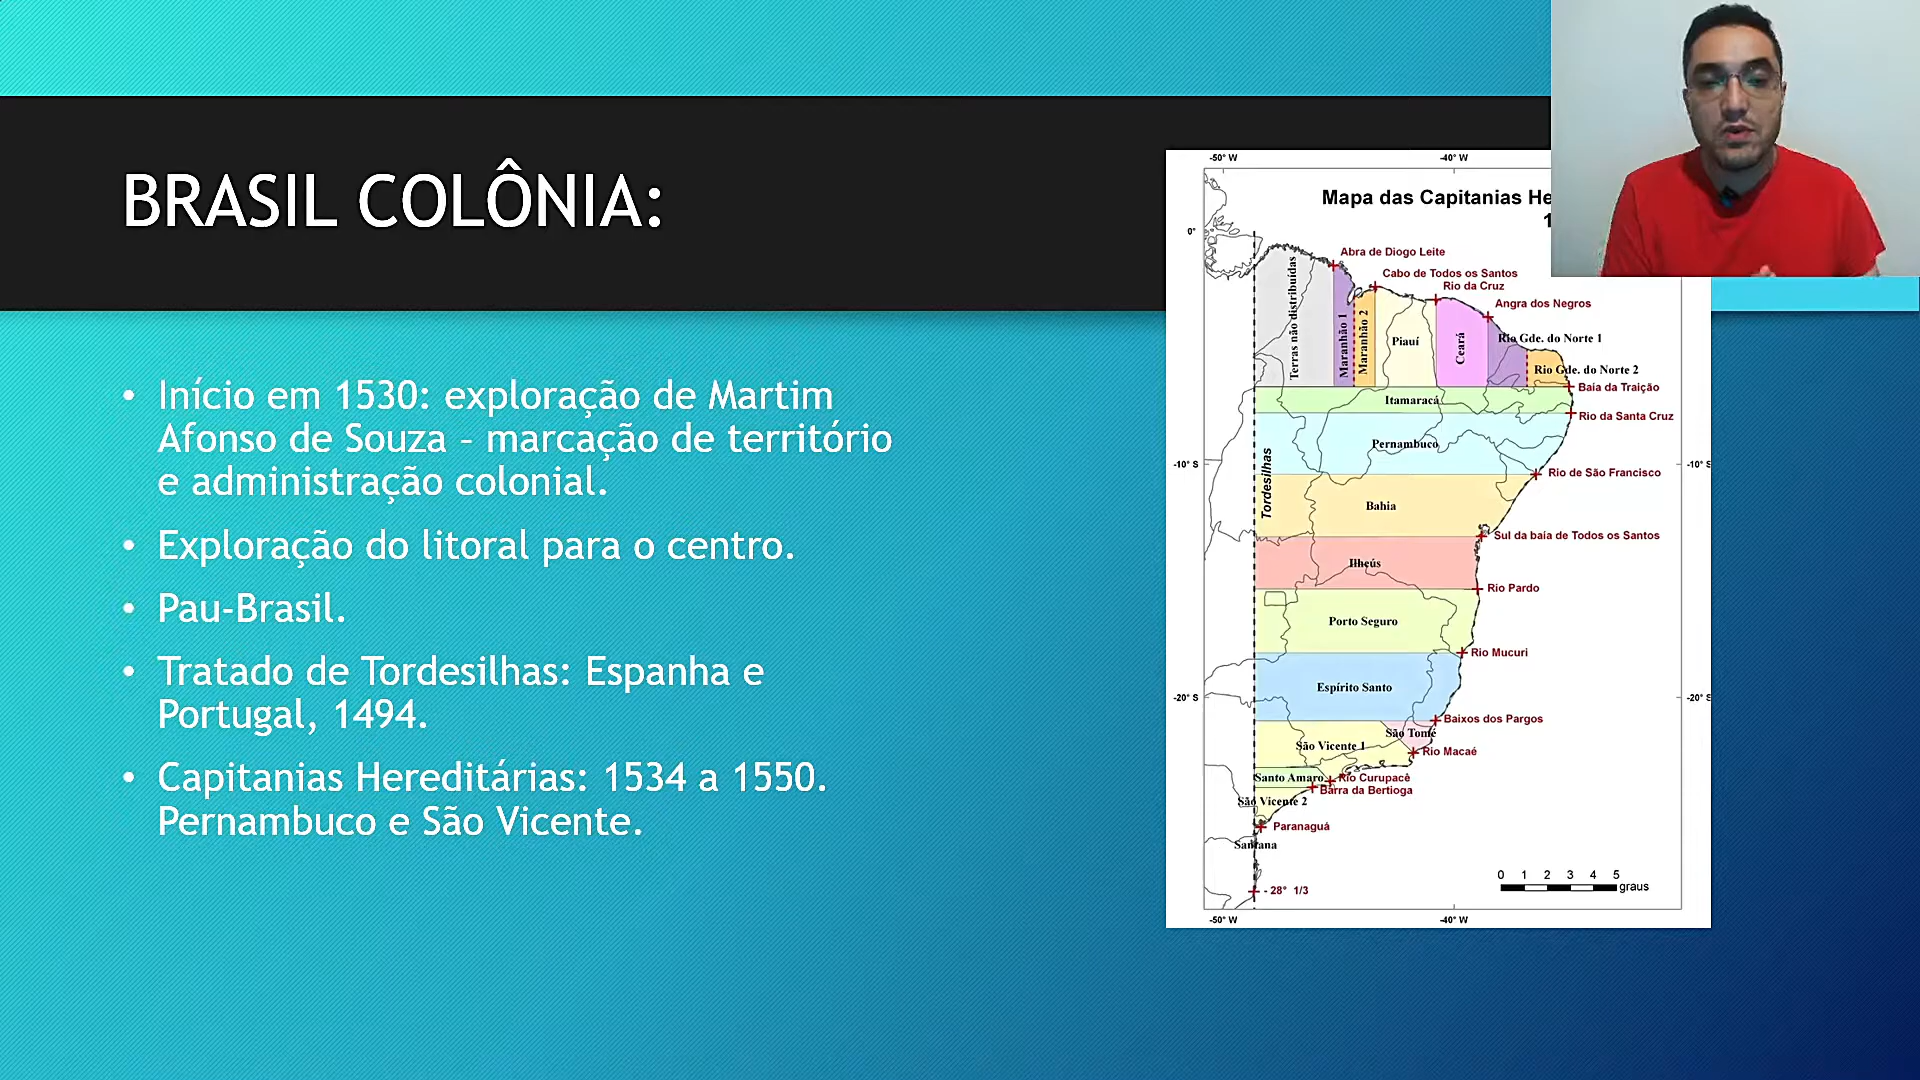 BRASIL COLÔNIA:
• Início em 1530: exploração de Martim
Afonso de Souza – marcação de território
e administração colonial.
• Exploração do litoral para o centro.
• Pau-Brasil.
• Tratado de Tordesilhas: Espanha e
Portugal, 1494.
• Capitanias Hereditárias: 1534 a 1550.
Pernambuco e São Vicente.
-50° W
-40° W
Mapa das Capitanias He
0°
Abra de Diogo Leite
Cabo de Todos os Santos
Rio da Cruz
Angra dos Negros
Terras não distribuídas
Maranhão 1
Maranhão 2
Piauí
Ceará
Rio Gde. do Norte 1
Rio Gde. do Norte 2
Baia da Traição
Itamaracá
Rio da Santa Cruz
Pernambuco
Tordesilhas
-10° S
Rio de São Francisco
-10° S
Bahia
Sul da baía de Todos os Santos
Ilheús
Rio Pardo
Porto Seguro
Rio Mucuri
Espírito Santo
-20° S
-20° S
Baixos dos Pargos
São Tomé
São Vicente 1
Rio Macaé
Santo Amaro
Rio Curupacê
Barra da Bertioga
São Vicente 2
Paranaguá
Santana
- 28° 1/3
0 1 2 3 4 5
graus
-50° W
-40° W